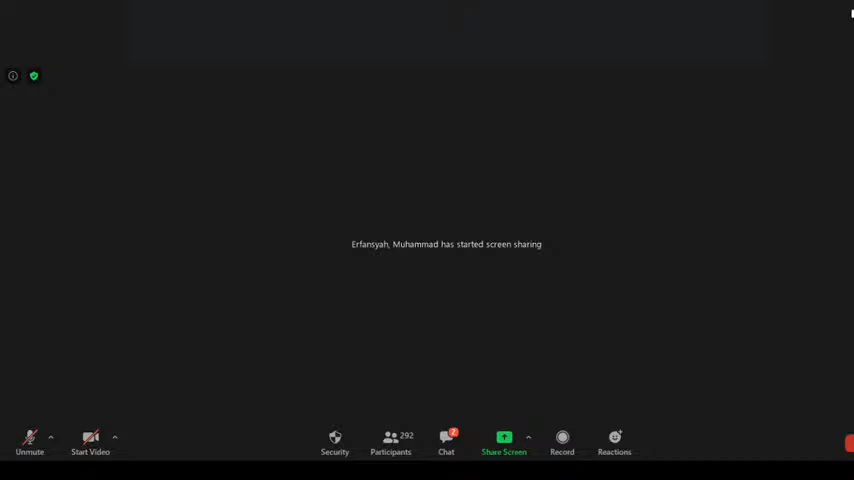 Erfansyah, Muhammad has started screen sharing
292
2
Unmute
Start Video
Security
Participants
Chat
Share Screen
Record
Reactions